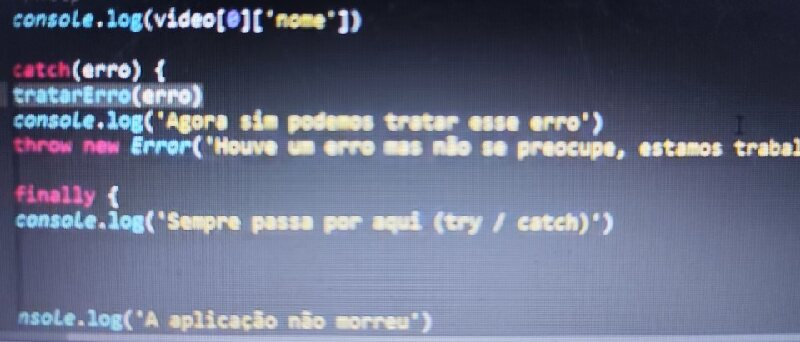 console.log(video[0]['nome'])
catch(erro) {
tratarErro(erro)
console.log('Agora sim podemos tratar esse erro')
throw new Error('Houve um erro mas não se preocupe, estamos trabal
finally {
console.log('Sempre passa por aqui (try / catch)')
nsole.log('A aplicação não morreu')